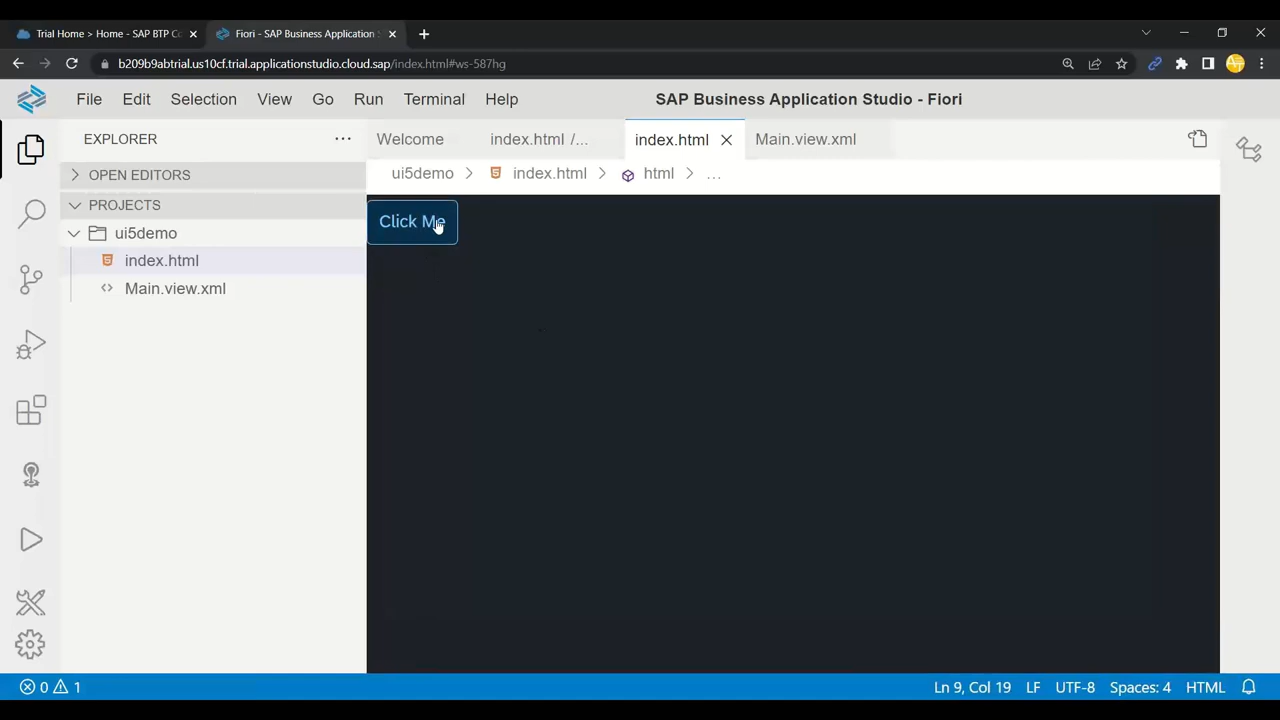 Trial Home > Home - SAP BTP Co
Fiori - SAP Business Application S
b209b9abtrial.us10cf.trial.applicationstudio.cloud.sap/index.html#ws-587hg
File Edit Selection View Go Run Terminal Help
SAP Business Application Studio - Fiori
EXPLORER
Welcome
index.html /...
index.html
Main.view.xml
ui5demo > index.html > html > ...
OPEN EDITORS
PROJECTS
ui5demo
index.html
Main.view.xml
Click Me
0 1
Ln 9, Col 19 LF UTF-8 Spaces: 4 HTML